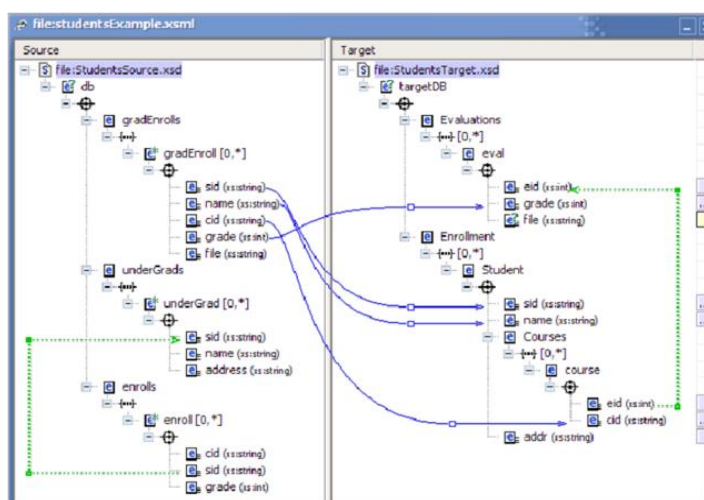 file:studentsExample.xsml
Source
file:StudentsSource.xsd
db
gradEnrolls
gradEnroll [0,*]
sid (xs:string)
name (xs:string)
cid (xs:string)
grade (xs:int)
file (xs:string)
underGrads
underGrad [0,*]
sid (xs:string)
name (xs:string)
address (xs:string)
enrolls
enroll [0,*]
cid (xs:string)
sid (xs:string)
grade (xs:int)
Target
file:StudentsTarget.xsd
targetDB
Evaluations
[0,*]
eval
eid (xs:int)
grade (xs:int)
file (xs:string)
Enrollment
[0,*]
Student
sid (xs:string)
name (xs:string)
Courses
[0,*]
course
eid (xs:int)
cid (xs:string)
addr (xs:string)